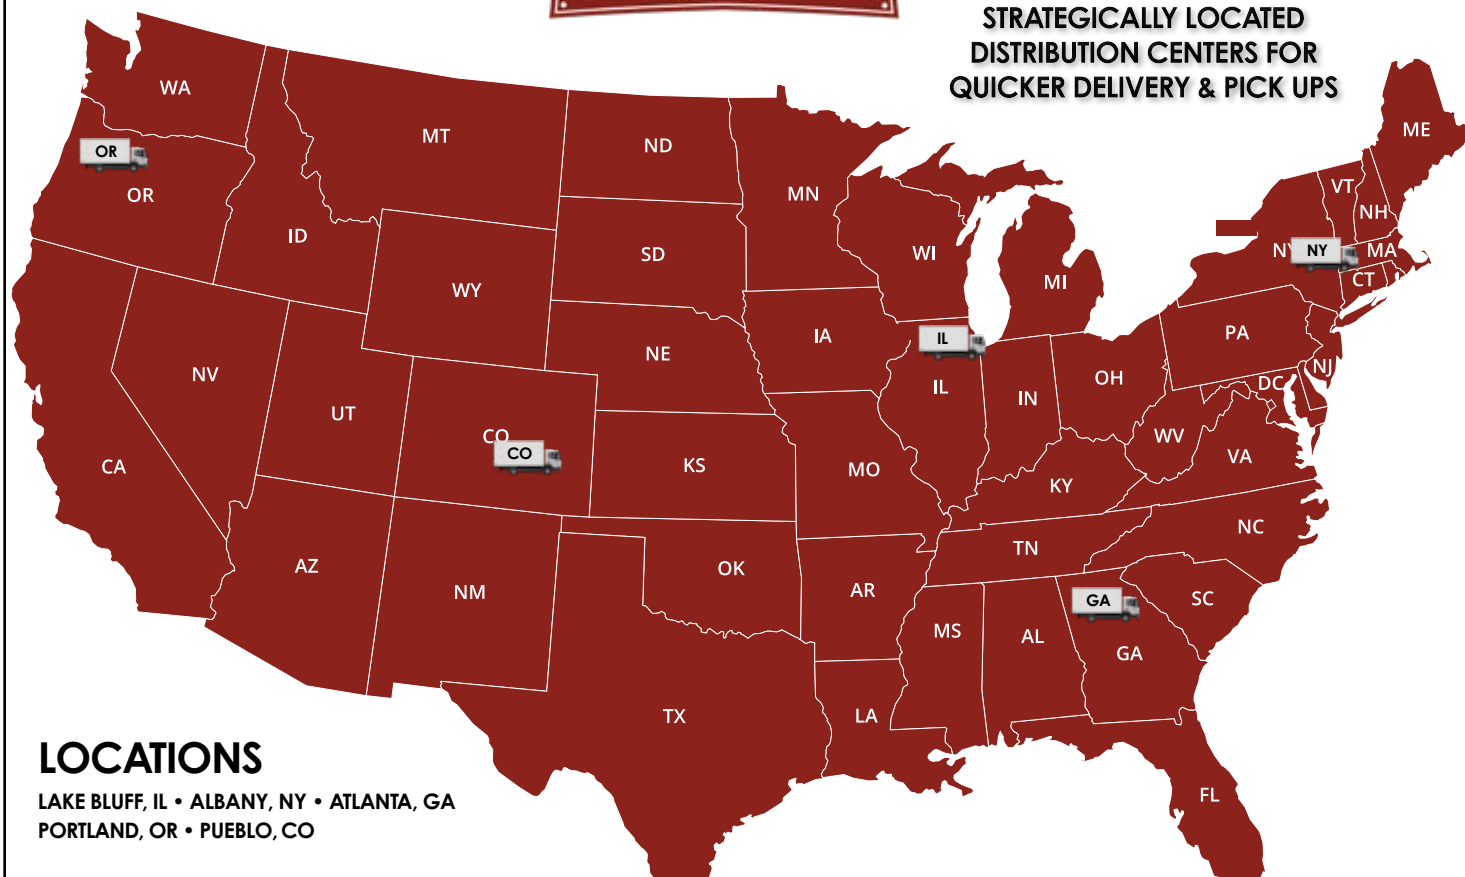 STRATEGICALLY LOCATED
DISTRIBUTION CENTERS FOR
QUICKER DELIVERY & PICK UPS
WA
MT
ND
MN
ME
OR
OR
ID
SD
WI
MI
VT
NH
NY
NY
MA
CT
WY
IA
NE
IL
IL
IN
OH
PA
NJ
DC
NV
UT
CO
CO
KS
MO
KY
WV
VA
CA
AZ
NM
OK
AR
TN
NC
MS
AL
GA
GA
SC
TX
LA
FL
LOCATIONS
LAKE BLUFF, IL • ALBANY, NY • ATLANTA, GA
PORTLAND, OR • PUEBLO, CO